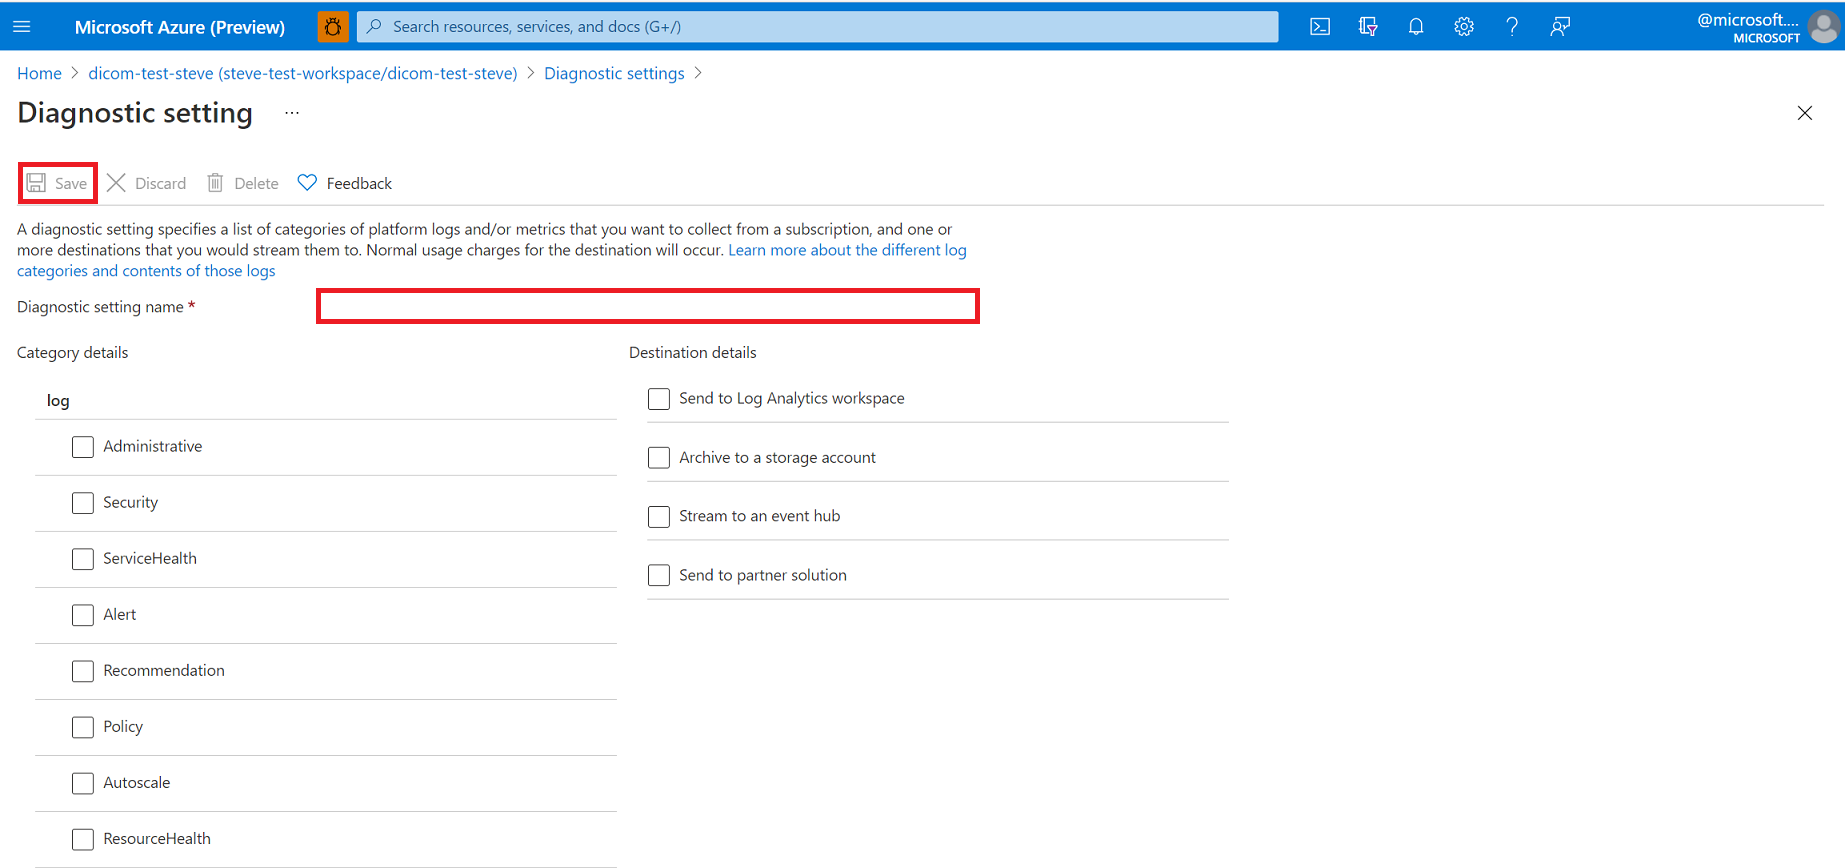 Microsoft Azure (Preview)
Search resources, services, and docs (G+/)
@microsoft....
MICROSOFT
Home > dicom-test-steve (steve-test-workspace/dicom-test-steve) > Diagnostic settings >
Diagnostic setting ...
Save Discard Delete Feedback
A diagnostic setting specifies a list of categories of platform logs and/or metrics that you want to collect from a subscription, and one or
more destinations that you would stream them to. Normal usage charges for the destination will occur. Learn more about the different log
categories and contents of those logs
Diagnostic setting name *
Category details
log
Administrative
Security
ServiceHealth
Alert
Recommendation
Policy
Autoscale
ResourceHealth
Destination details
Send to Log Analytics workspace
Archive to a storage account
Stream to an event hub
Send to partner solution